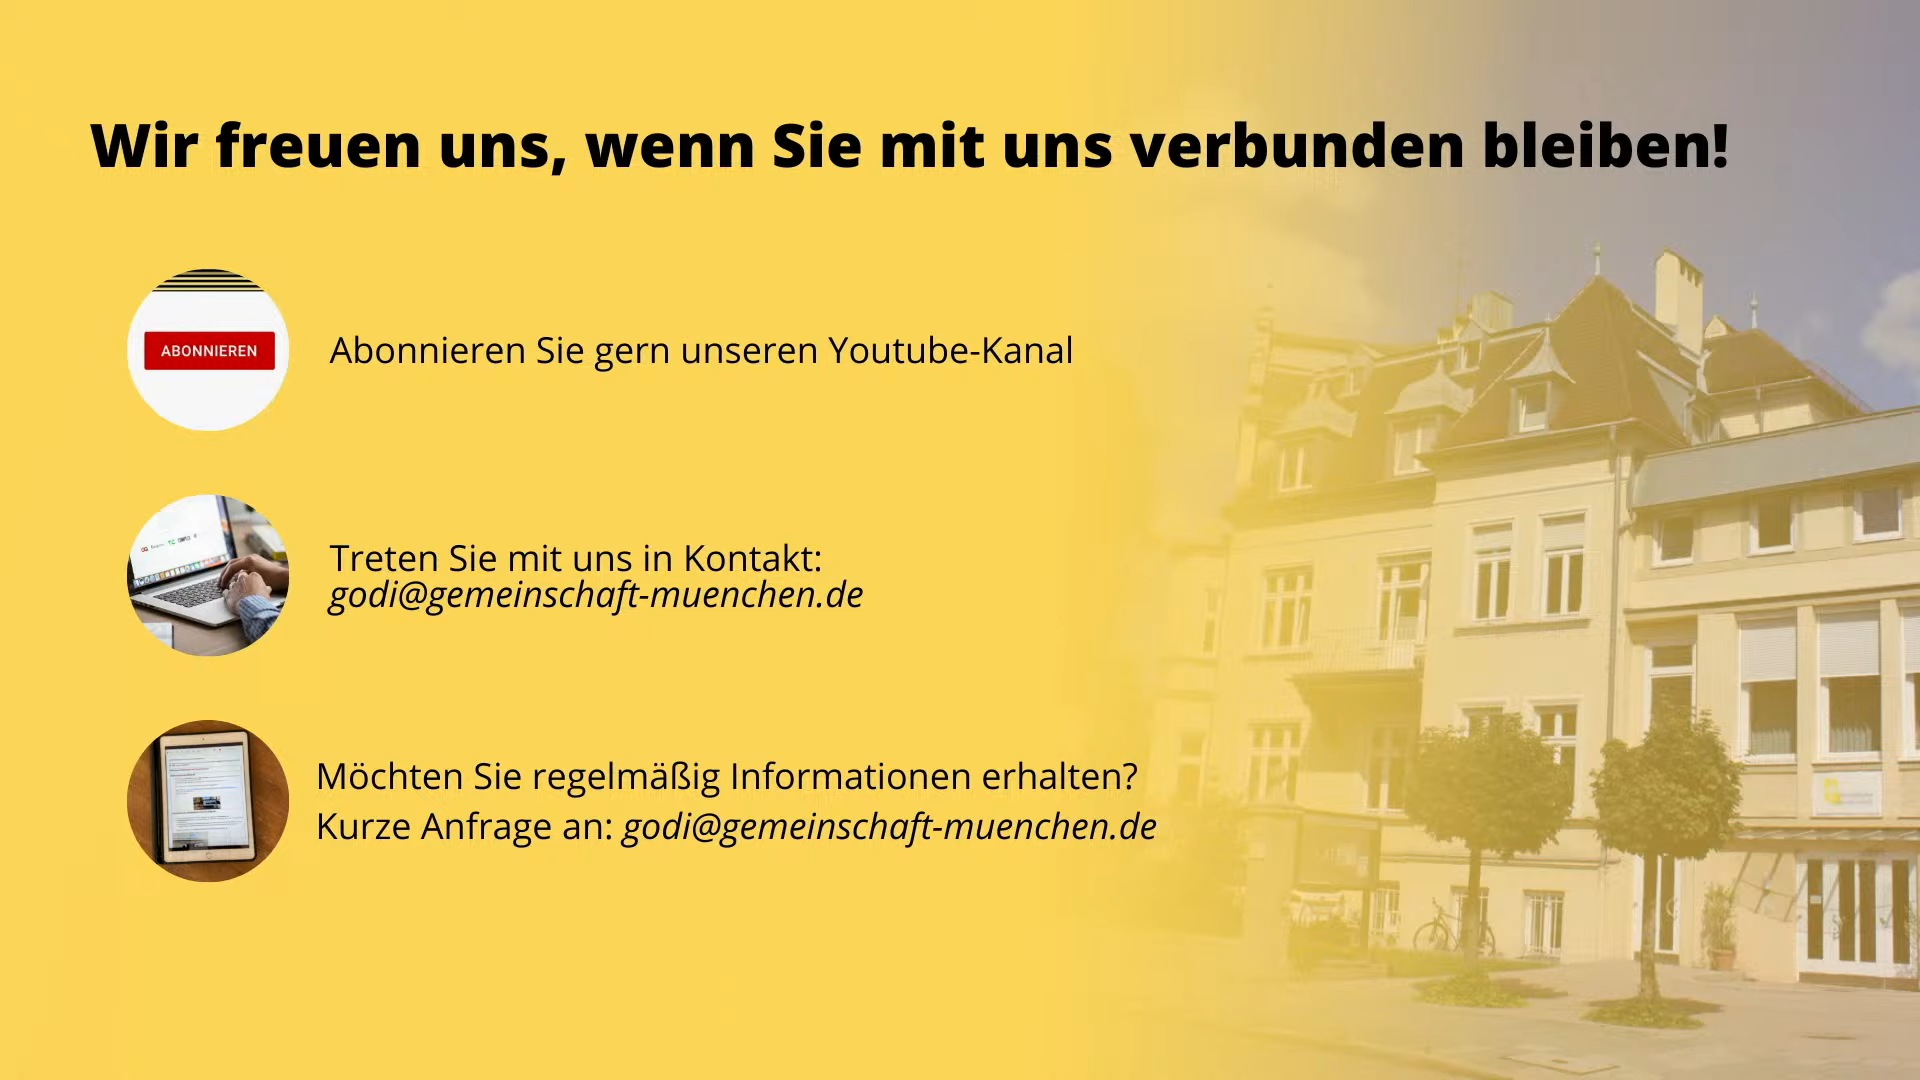 Wir freuen uns, wenn Sie mit uns verbunden bleiben!
ABONNIEREN
Abonnieren Sie gern unseren Youtube-Kanal
Treten Sie mit uns in Kontakt:
godi@gemeinschaft-muenchen.de
Möchten Sie regelmäßig Informationen erhalten?
Kurze Anfrage an: godi@gemeinschaft-muenchen.de